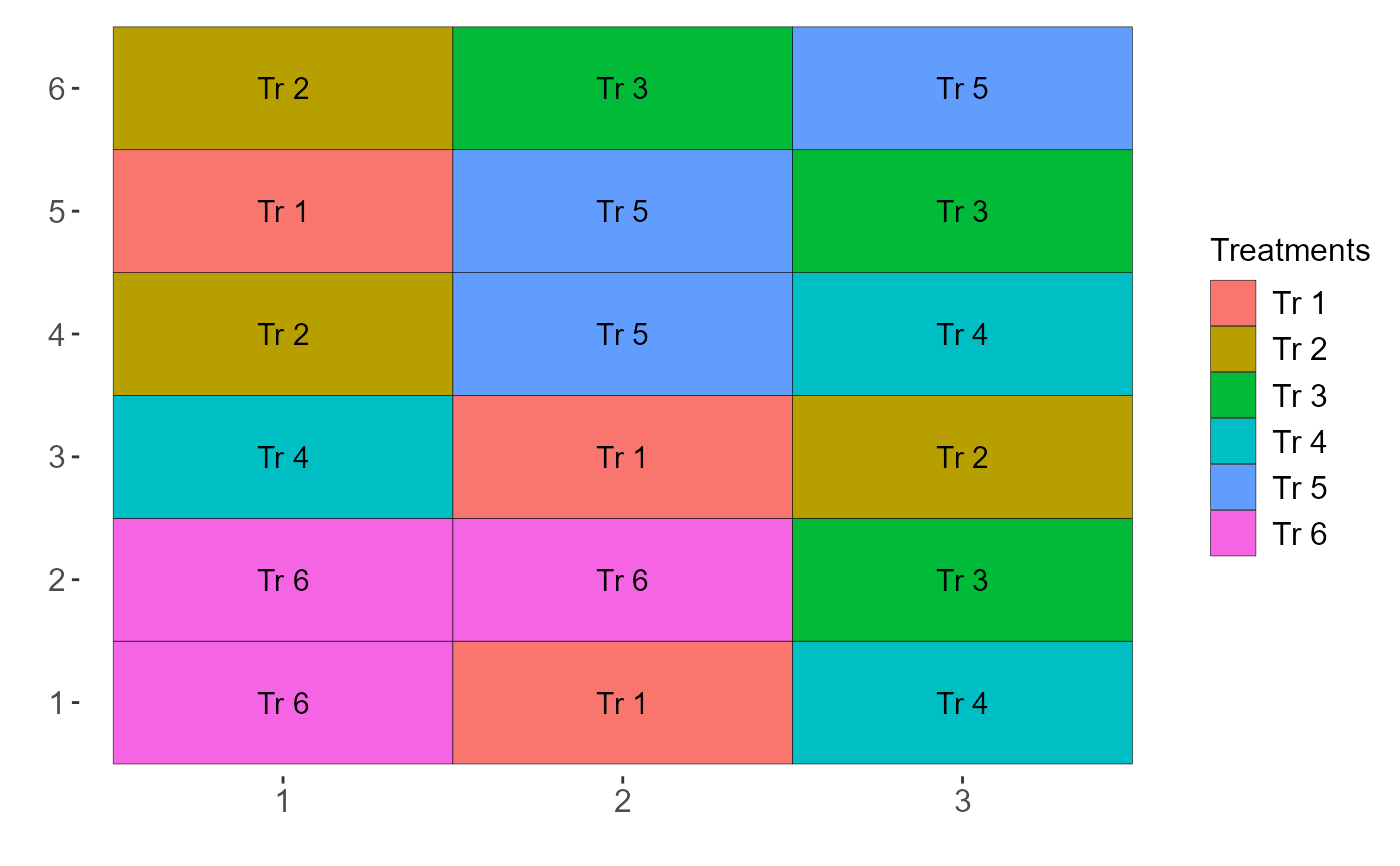 6 Tr 2 Tr 3 Tr 5
5 Tr 1 Tr 5 Tr 3
4 Tr 2 Tr 5 Tr 4
3 Tr 4 Tr 1 Tr 2
2 Tr 6 Tr 6 Tr 3
1 Tr 6 Tr 1 Tr 4
1 2 3
Treatments
Tr 1
Tr 2
Tr 3
Tr 4
Tr 5
Tr 6